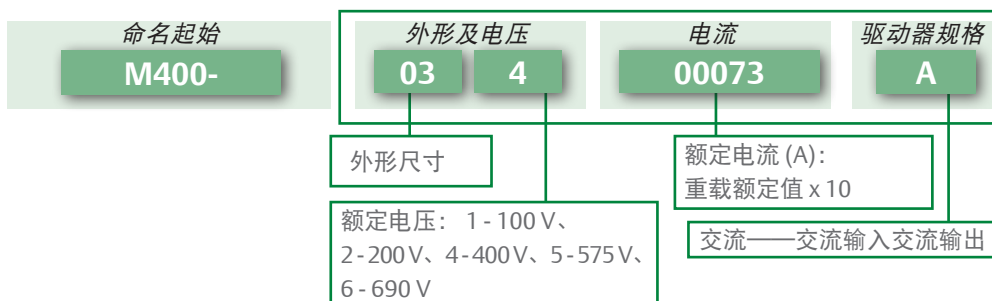 命名起始 外形及电压 电流 驱动器规格
M400- 03 4 00073 A
外形尺寸
额定电流 (A):
重载额定值 x 10
额定电压: 1 - 100 V、
2 - 200 V、4 - 400 V、5 - 575 V、
6 - 690 V
交流——交流输入交流输出